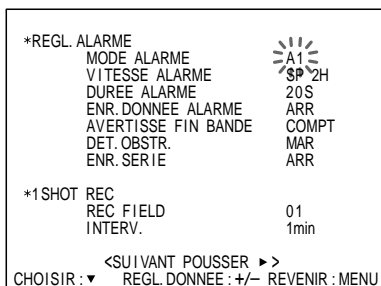 *REGL. ALARME
MODE ALARME A1
VITESSE ALARME SP 2H
DUREE ALARME 20S
ENR. DONNEE ALARME ARR
AVERTISSE FIN BANDE COMPT
DET. OBSTR. MAR
ENR. SERIE ARR
*1SHOT REC
REC FIELD 01
INTERV. 1min
<SUIVANT POUSSER ►>
CHOISIR : ▼ REGL. DONNEE : +/– REVENIR : MENU